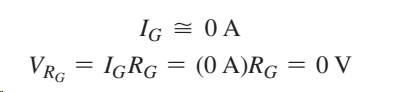 I_G ≅ 0 A
V_{R_G} = I_G R_G = (0 A)R_G = 0 V